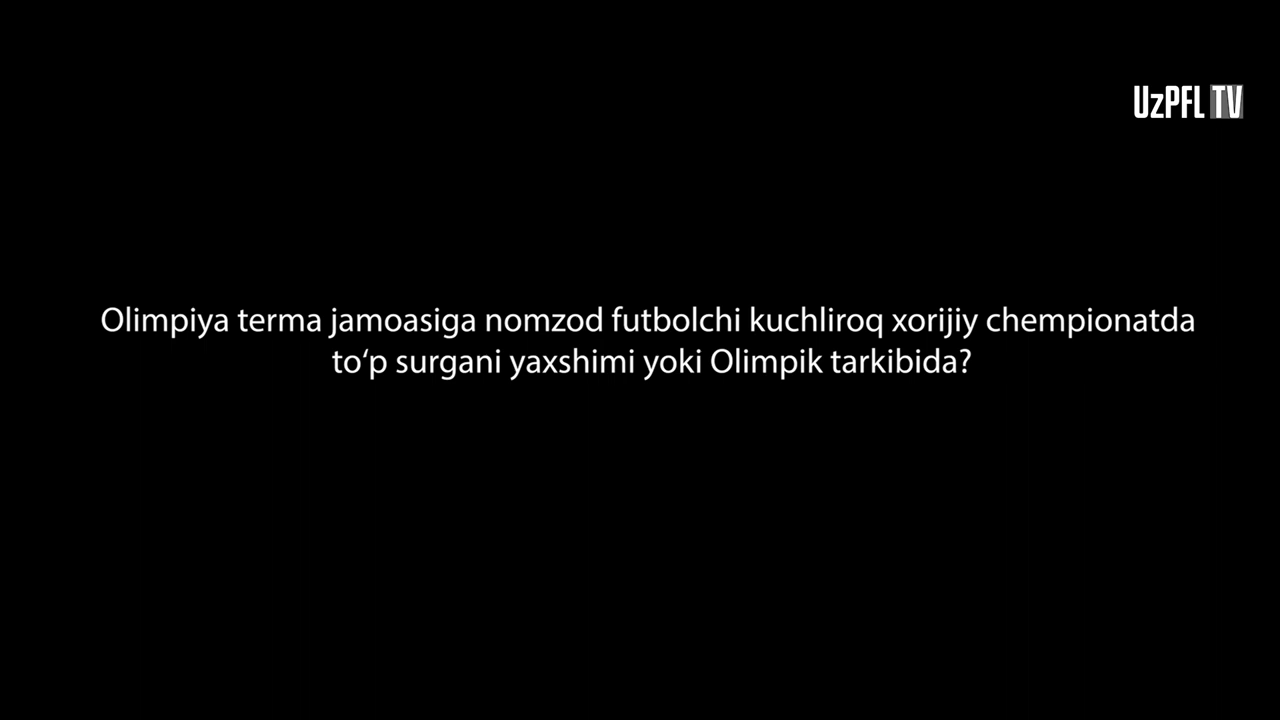 UzPFL TV
Olimpiya terma jamoasiga nomzod futbolchi kuchliroq xorijiy chempionatda
to‘p surgani yaxshimi yoki Olimpik tarkibida?